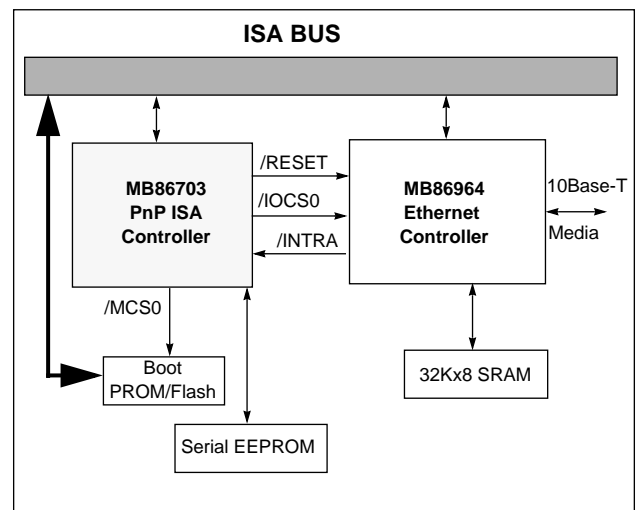 ISA BUS
MB86703
PnP ISA
Controller
/RESET
/IOCS0
/INTRA
MB86964
Ethernet
Controller
10Base-T
Media
/MCS0
Boot
PROM/Flash
32Kx8 SRAM
Serial EEPROM